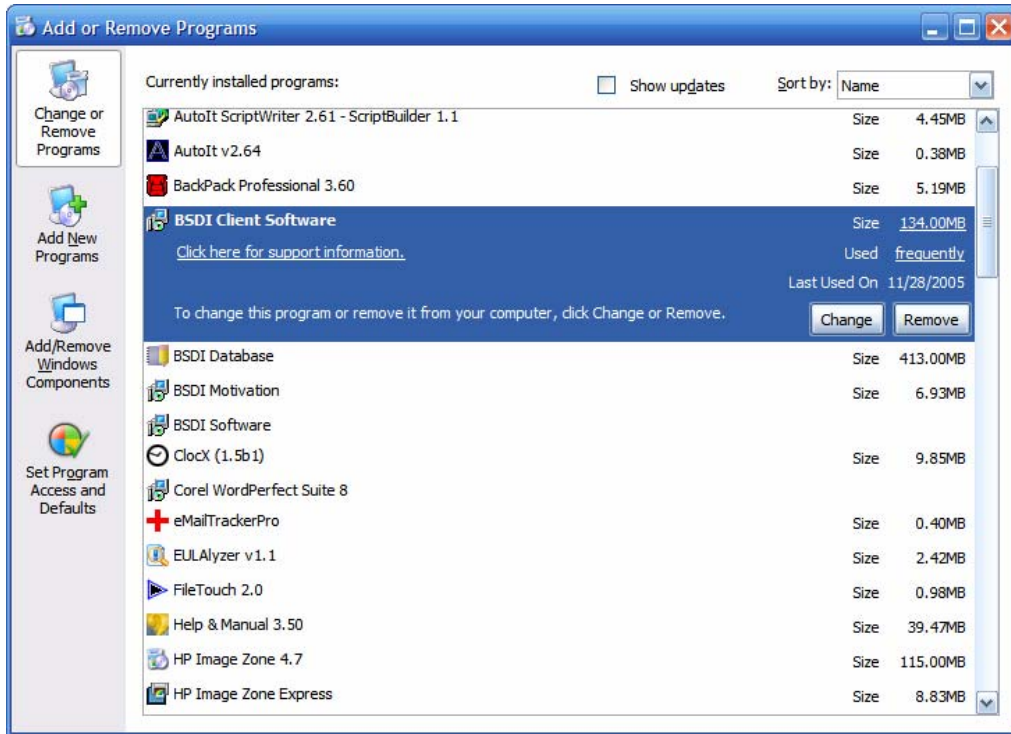 Add or Remove Programs
Change or
Remove
Programs
Add New
Programs
Add/Remove
Windows
Components
Set Program
Access and
Defaults
Currently installed programs:
Show updates
Sort by: Name
AutoIt ScriptWriter 2.61 - ScriptBuilder 1.1 Size 4.45MB
AutoIt v2.64 Size 0.38MB
BackPack Professional 3.60 Size 5.19MB
BSDI Client Software Size 134.00MB
Click here for support information. Used frequently
Last Used On 11/28/2005
To change this program or remove it from your computer, click Change or Remove. Change Remove
BSDI Database Size 413.00MB
BSDI Motivation Size 6.93MB
BSDI Software
ClocX (1.5b1) Size 9.85MB
Corel WordPerfect Suite 8
eMailTrackerPro Size 0.40MB
EULAlyzer v1.1 Size 2.42MB
FileTouch 2.0 Size 0.98MB
Help & Manual 3.50 Size 39.47MB
HP Image Zone 4.7 Size 115.00MB
HP Image Zone Express Size 8.83MB